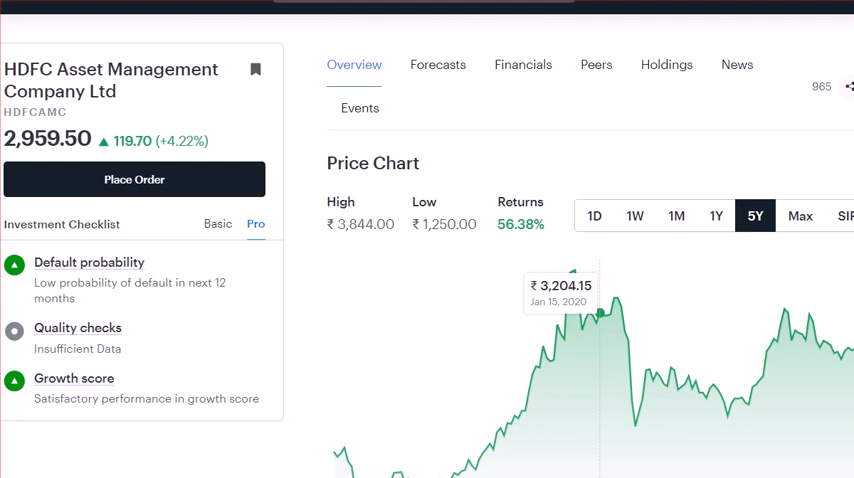 HDFC Asset Management
Company Ltd
HDFCAMC
2,959.50 ▲ 119.70 (+4.22%)
Place Order
Investment Checklist Basic Pro
Default probability
Low probability of default in next 12
months
Quality checks
Insufficient Data
Growth score
Satisfactory performance in growth score
Overview Forecasts Financials Peers Holdings News
965
Events
Price Chart
High Low Returns
₹ 3,844.00 ₹ 1,250.00 56.38%
1D 1W 1M 1Y 5Y Max SIP
₹ 3,204.15
Jan 15, 2020